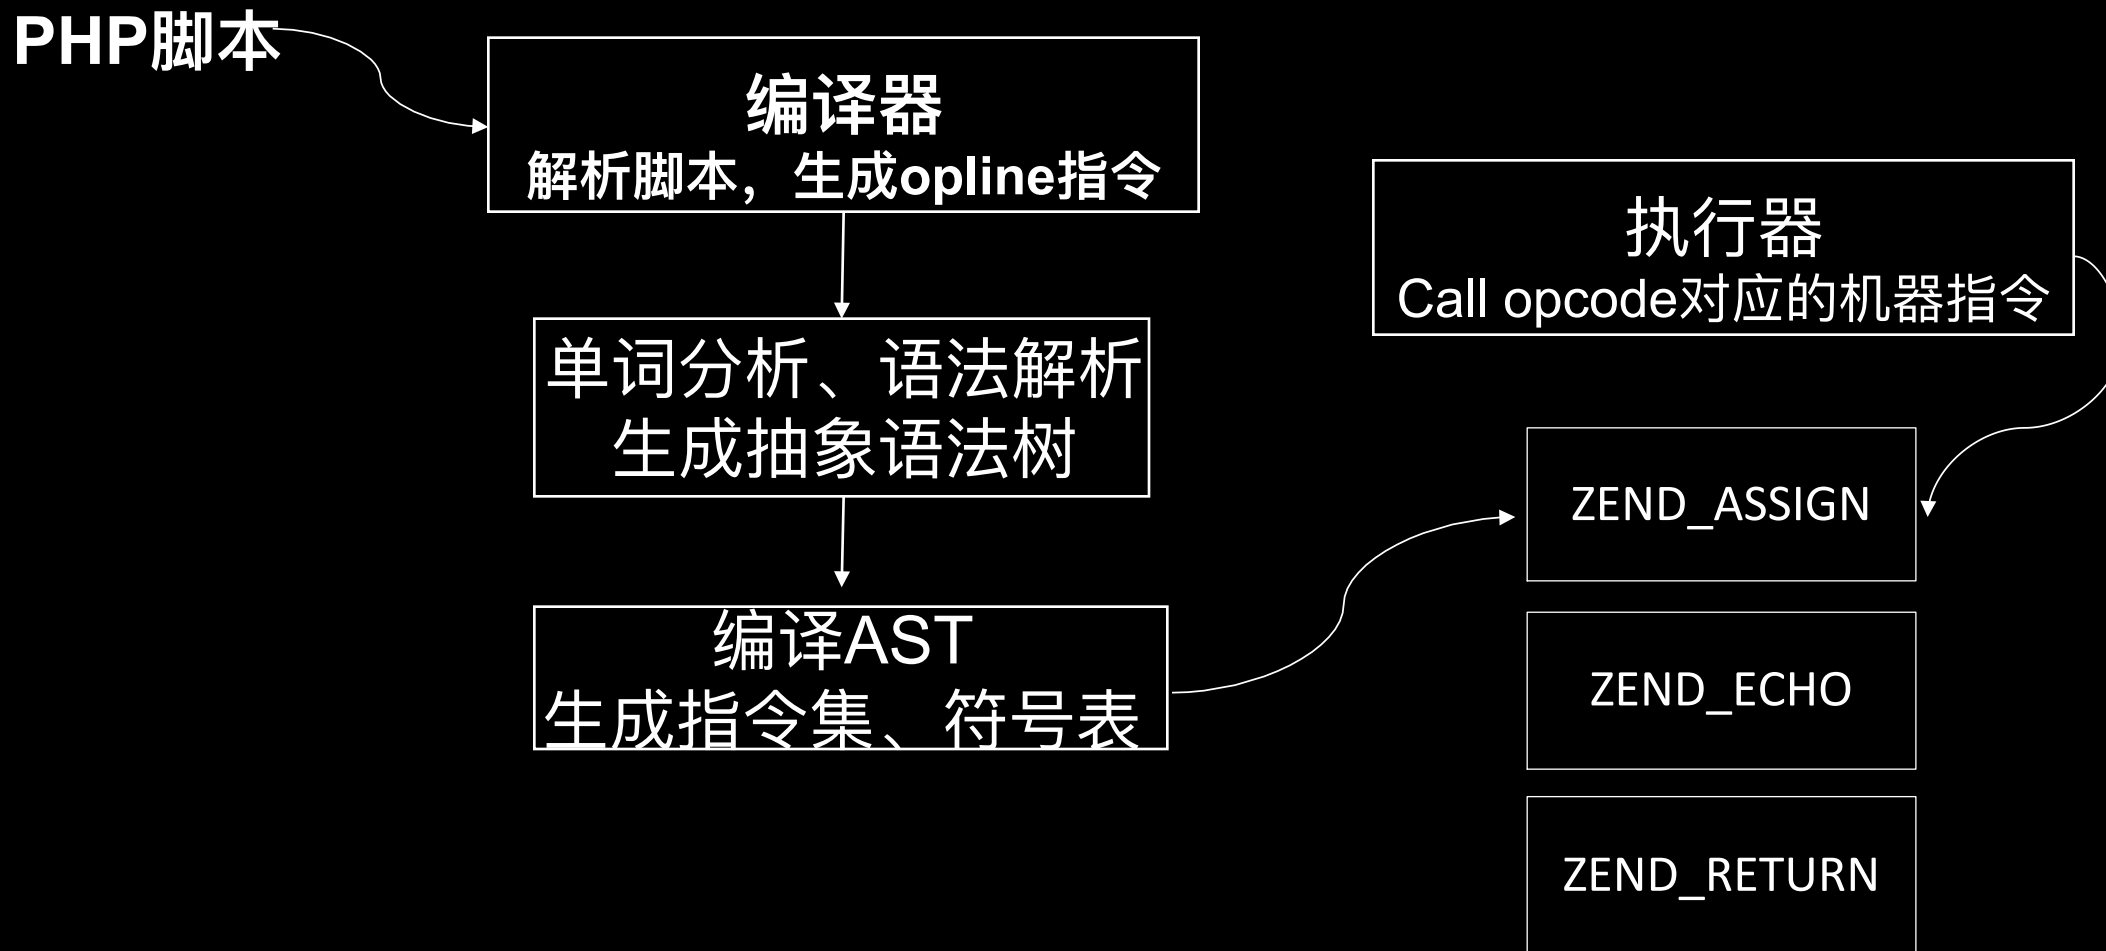 PHP脚本
编译器
解析脚本，生成opline指令
单词分析、语法解析
生成抽象语法树
编译AST
生成指令集、符号表
执行器
Call opcode对应的机器指令
ZEND_ASSIGN
ZEND_ECHO
ZEND_RETURN